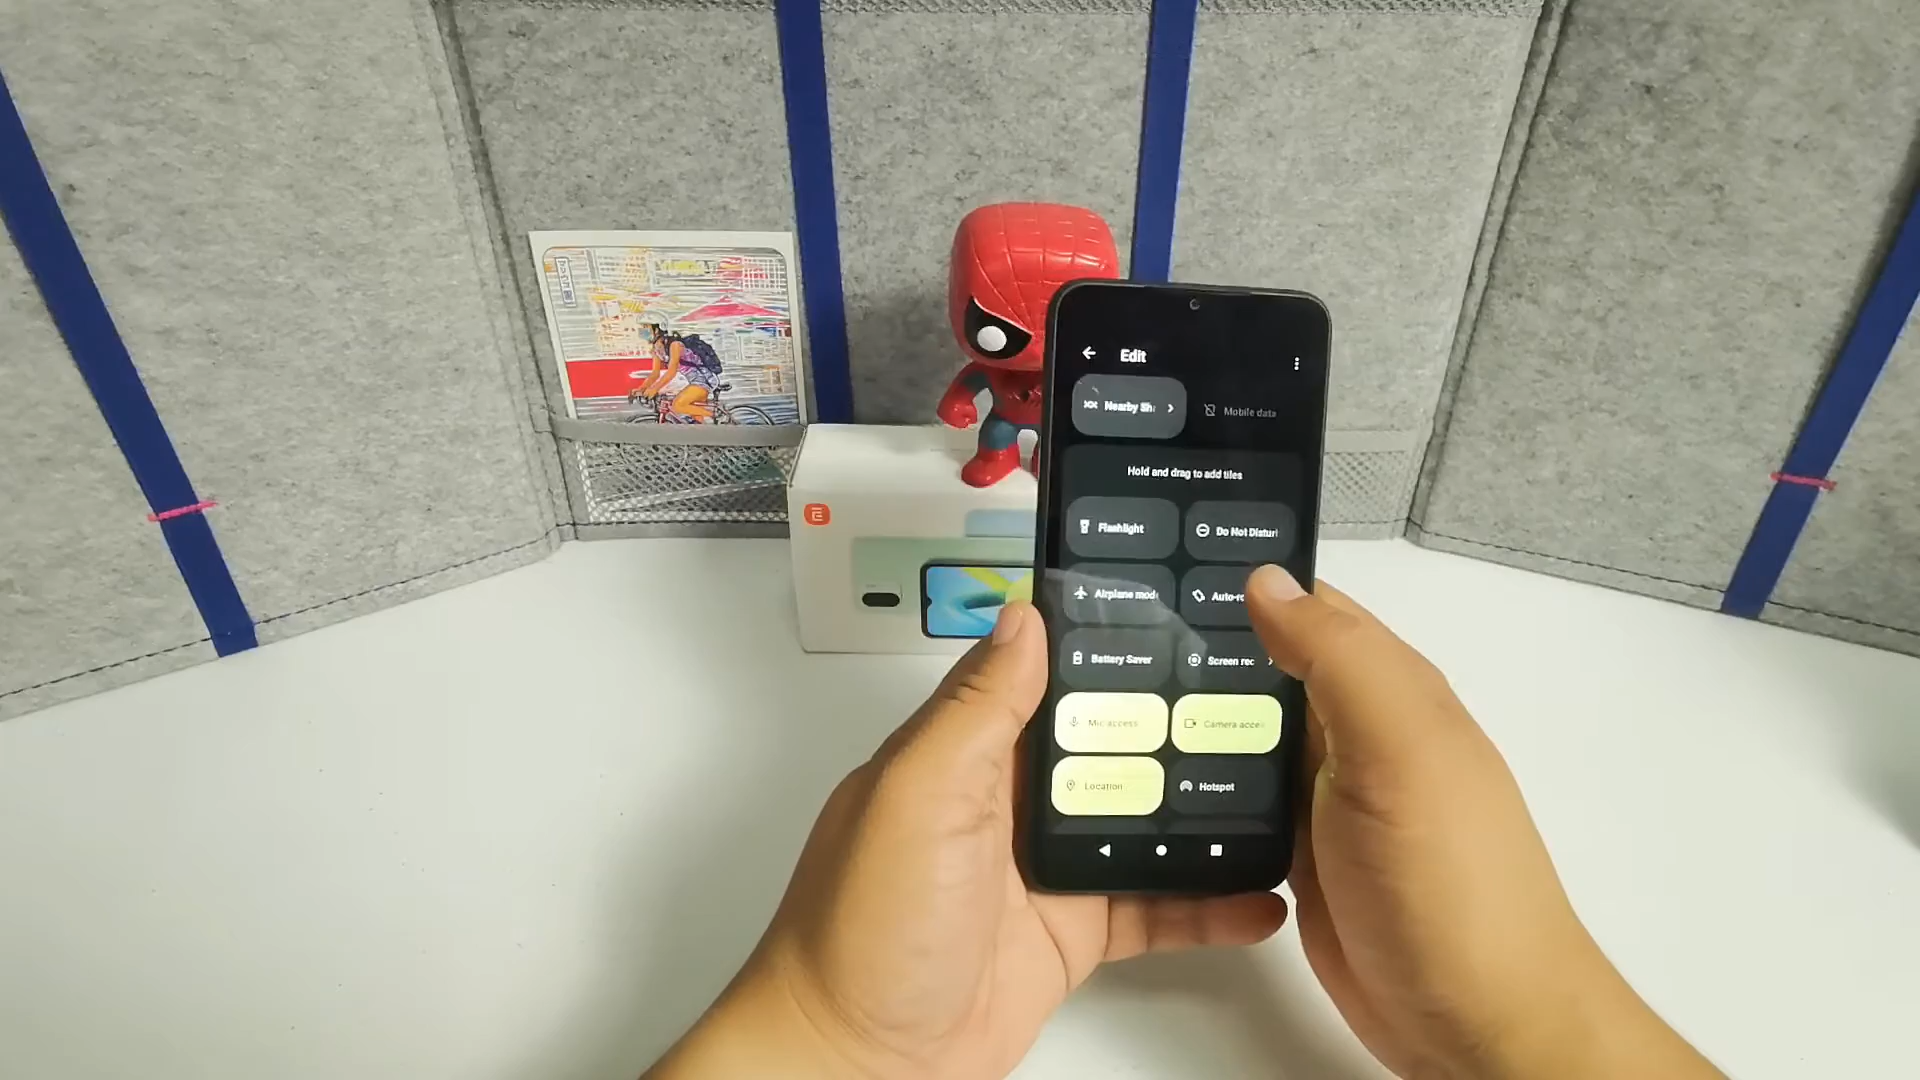 Edit
Nearby Sh
Mobile data
Hold and drag to add tiles
Flashlight
Do Not Distur
Airplane mod
Auto-ro
Battery Saver
Screen rec
Mic access
Camera acce
Location
Hotspot